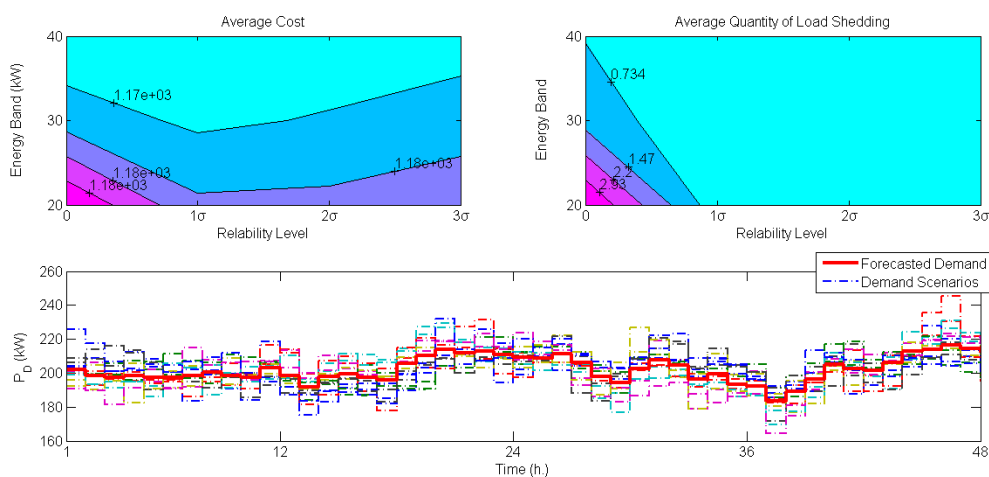 Average Cost
40
30
20
Energy Band (kW)
1.17e+03
1.18e+03
1.18e+03
1.18e+03
0
1σ
2σ
3σ
Relability Level
Average Quantity of Load Shedding
40
30
20
Energy Band
0.734
1.47
2.2
2.93
0
1σ
2σ
3σ
Relability Level
260
240
220
200
180
160
P_D (kW)
Forecasted Demand
Demand Scenarios
1
12
24
36
48
Time (h.)